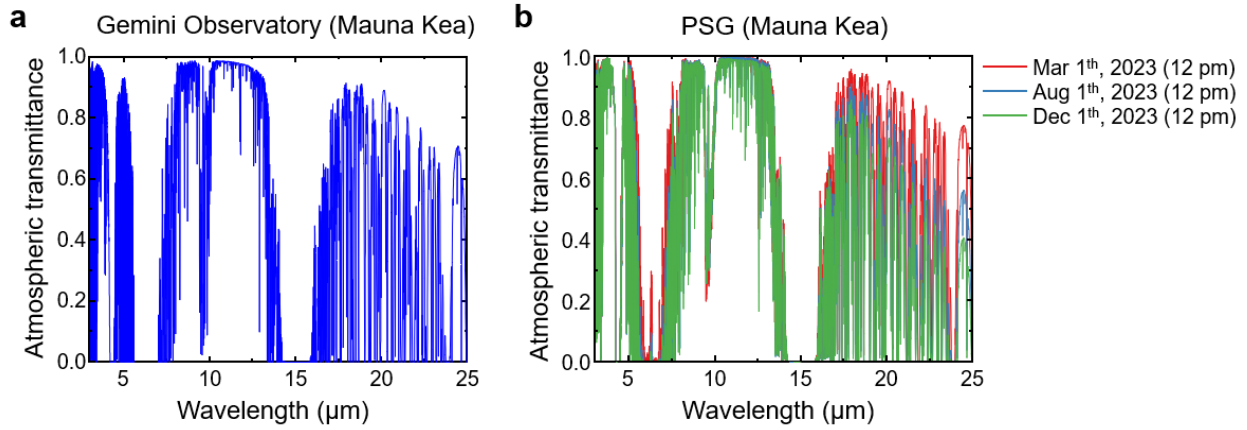 a
Gemini Observatory (Mauna Kea)
Atmospheric transmittance
1.0
0.8
0.6
0.4
0.2
0.0
5 10 15 20 25
Wavelength (μm)
b
PSG (Mauna Kea)
Atmospheric transmittance
1.0
0.8
0.6
0.4
0.2
0.0
5 10 15 20 25
Wavelength (μm)
Mar 1th, 2023 (12 pm)
Aug 1th, 2023 (12 pm)
Dec 1th, 2023 (12 pm)